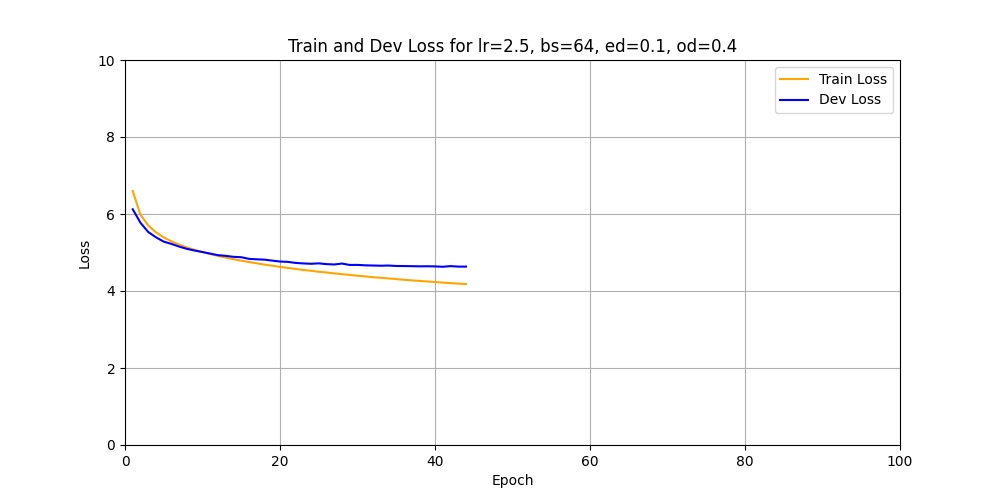 Train and Dev Loss for lr=2.5, bs=64, ed=0.1, od=0.4
Train Loss
Dev Loss
10
8
6
4
2
0
Loss
0 20 40 60 80 100
Epoch